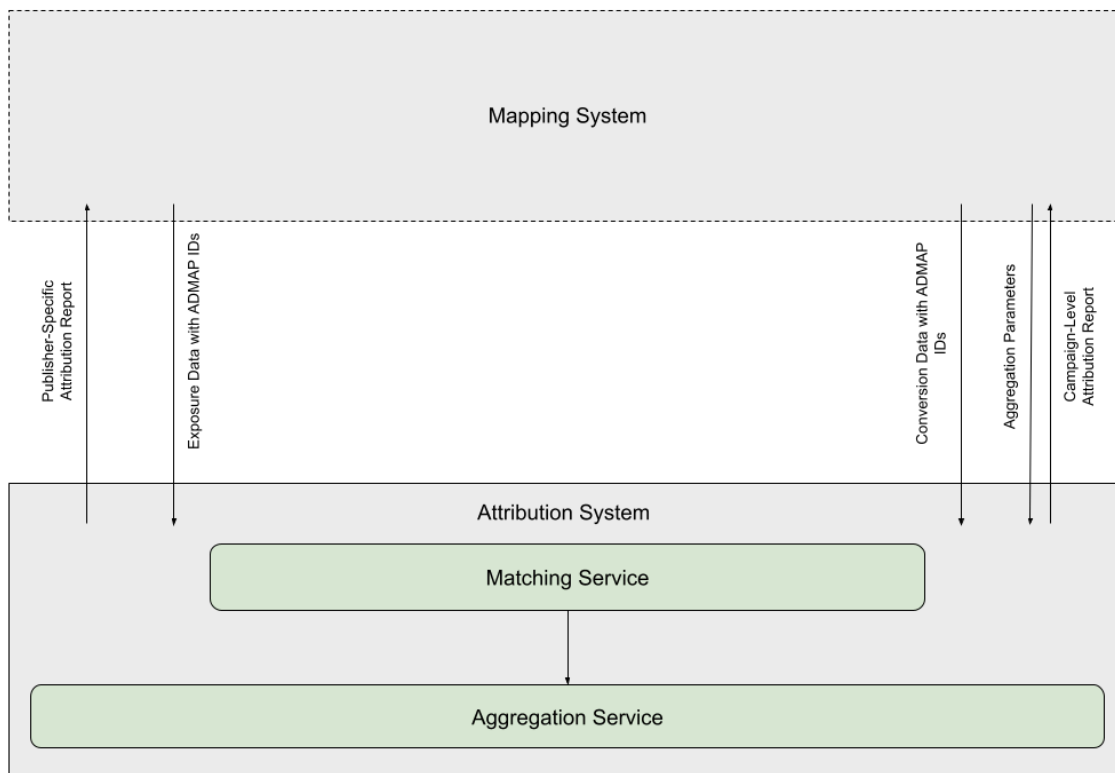 Mapping System
Publisher-Specific
Attribution Report
Exposure Data with ADMAP IDs
Conversion Data with ADMAP
IDs
Aggregation Parameters
Campaign-Level
Attribution Report
Attribution System
Matching Service
Aggregation Service